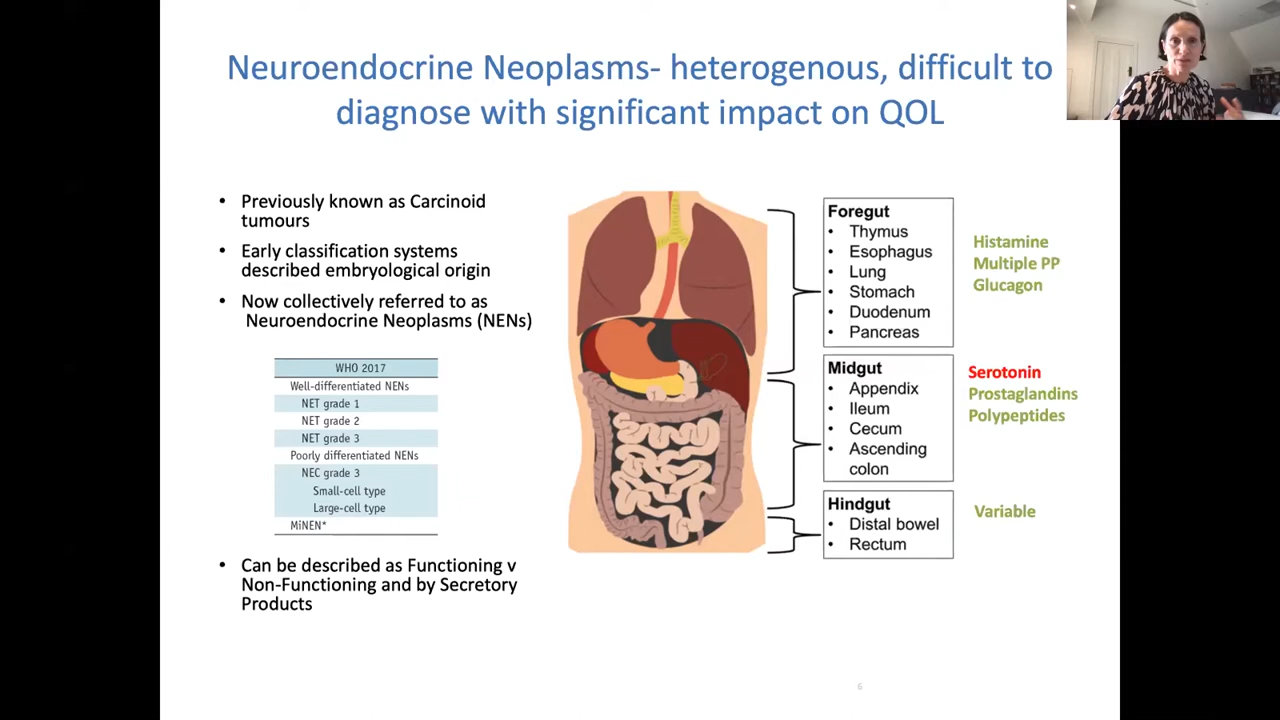 Neuroendocrine Neoplasms- heterogenous, difficult to
diagnose with significant impact on QOL
• Previously known as Carcinoid
tumours
• Early classification systems
described embryological origin
• Now collectively referred to as
Neuroendocrine Neoplasms (NENs)
WHO 2017
Well-differentiated NENs
NET grade 1
NET grade 2
NET grade 3
Poorly differentiated NENs
NEC grade 3
Small-cell type
Large-cell type
MiNEN*
• Can be described as Functioning v
Non-Functioning and by Secretory
Products
Foregut
• Thymus
• Esophagus
• Lung
• Stomach
• Duodenum
• Pancreas
Histamine
Multiple PP
Glucagon
Midgut
• Appendix
• Ileum
• Cecum
• Ascending
colon
Serotonin
Prostaglandins
Polypeptides
Hindgut
• Distal bowel
• Rectum
Variable
6